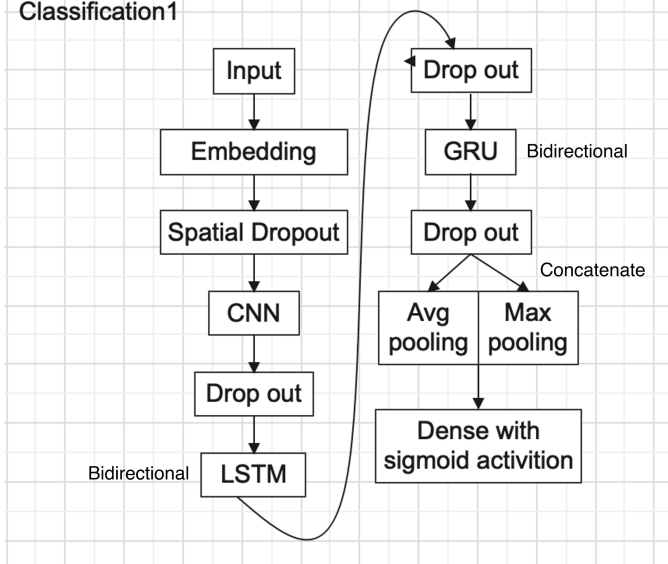 Classification1
Input
Embedding
Spatial Dropout
CNN
Drop out
Bidirectional
LSTM
Drop out
GRU
Bidirectional
Drop out
Concatenate
Avg
pooling
Max
pooling
Dense with
sigmoid activition